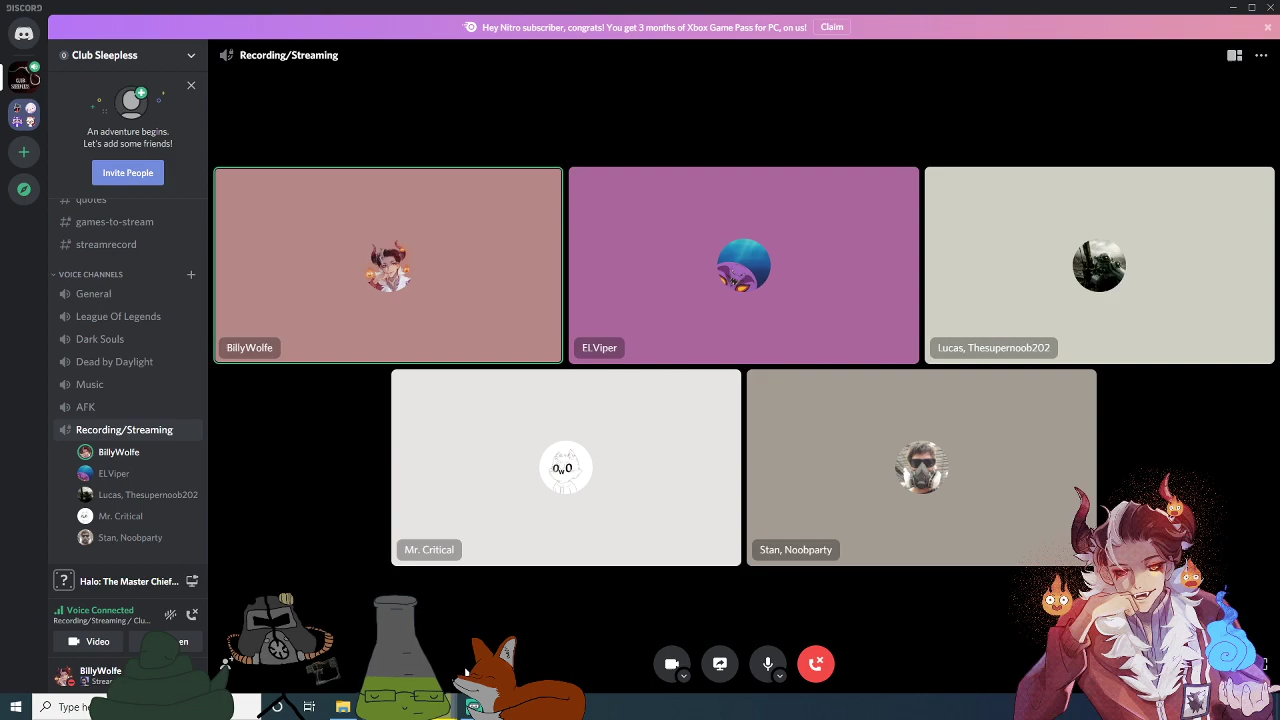 DISCORD
Hey Nitro subscriber, congrats! You get 3 months of Xbox Game Pass for PC, on us!
Claim
Club Sleepless
Recording/Streaming
An adventure begins.
Let's add some friends!
Invite People
quotes
games-to-stream
streamrecord
VOICE CHANNELS
General
League Of Legends
Dark Souls
Dead by Daylight
Music
AFK
Recording/Streaming
BillyWolfe
ELViper
Lucas, Thesupernoob202
Mr. Critical
Stan, Noobparty
BillyWolfe
ELViper
Lucas, Thesupernoob202
OwO
Mr. Critical
Stan, Noobparty
Halo: The Master Chief...
Voice Connected
Recording/Streaming / Clu...
Video
BillyWolfe
Type